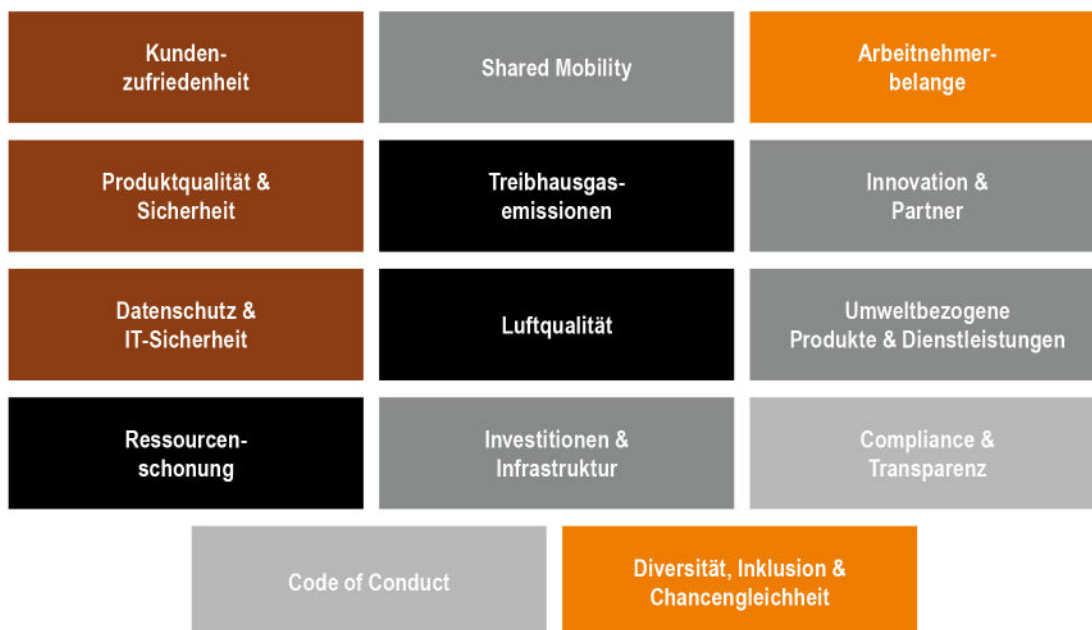 Kunden-
zufriedenheit
Shared Mobility
Arbeitnehmer-
belange
Produktqualität &
Sicherheit
Treibhausgas-
emissionen
Innovation &
Partner
Datenschutz &
IT-Sicherheit
Luftqualität
Umweltbezogene
Produkte & Dienstleistungen
Ressourcen-
schonung
Investitionen &
Infrastruktur
Compliance &
Transparenz
Code of Conduct
Diversität, Inklusion &
Chancengleichheit